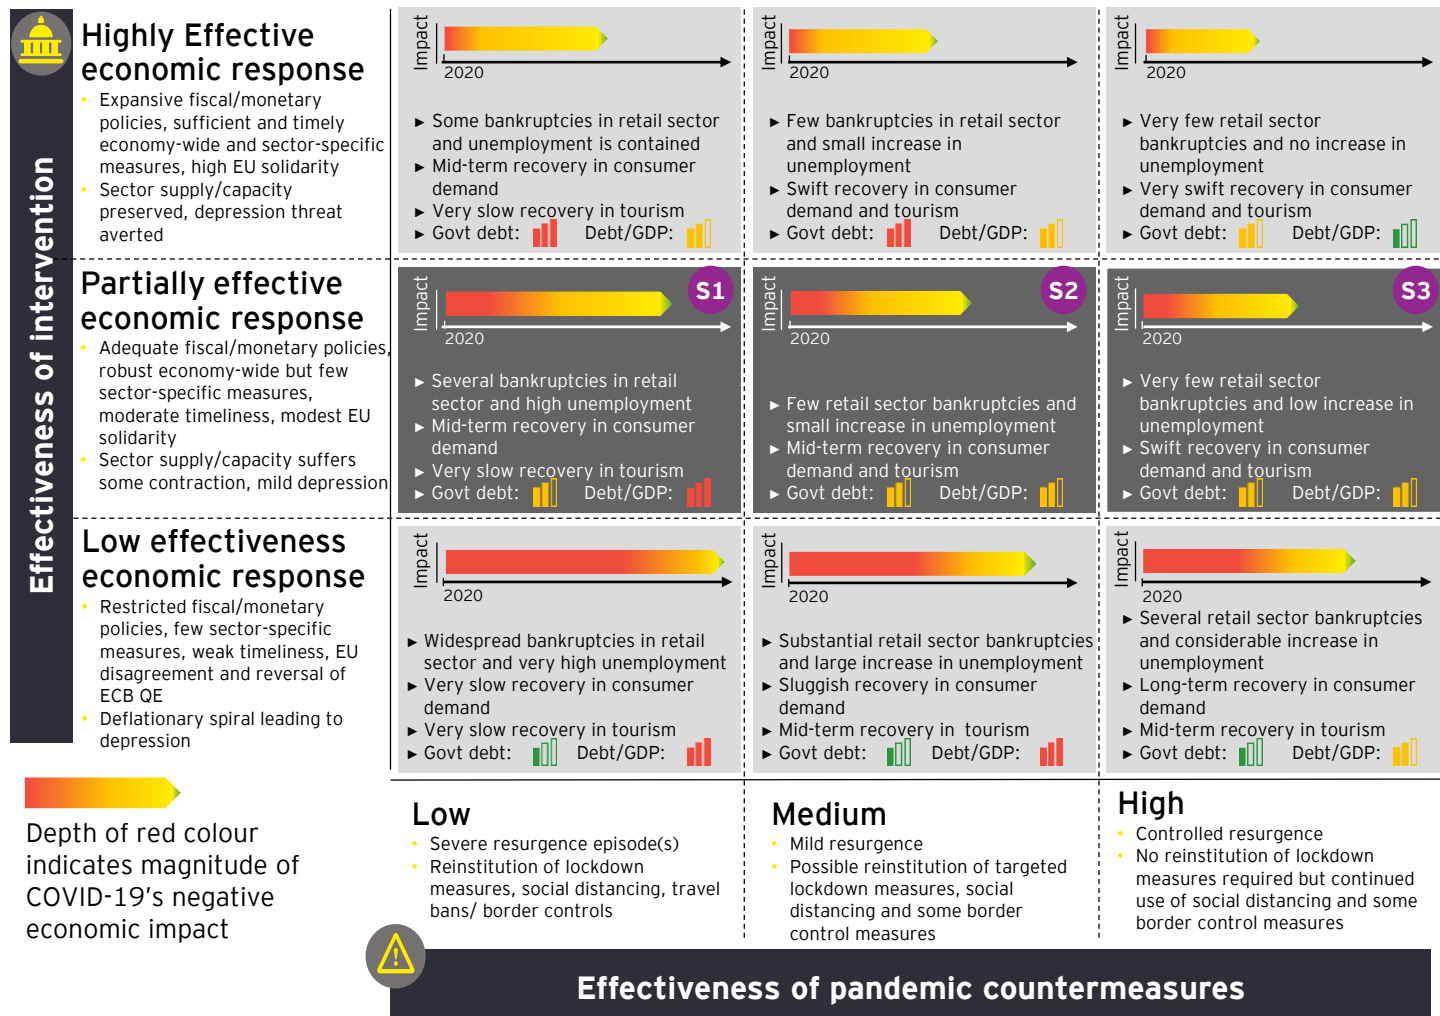 Effectiveness of intervention
Highly Effective
economic response
• Expansive fiscal/monetary
policies, sufficient and timely
economy-wide and sector-specific
measures, high EU solidarity
• Sector supply/capacity
preserved, depression threat
averted
Impact
2020
► Some bankruptcies in retail sector
and unemployment is contained
► Mid-term recovery in consumer
demand
► Very slow recovery in tourism
► Govt debt: Debt/GDP:
Impact
2020
► Few bankruptcies in retail sector
and small increase in
unemployment
► Swift recovery in consumer
demand and tourism
► Govt debt: Debt/GDP:
Impact
2020
► Very few retail sector
bankruptcies and no increase in
unemployment
► Very swift recovery in consumer
demand and tourism
► Govt debt: Debt/GDP:
Partially effective
economic response
• Adequate fiscal/monetary policies,
robust economy-wide but few
sector-specific measures,
moderate timeliness, modest EU
solidarity
• Sector supply/capacity suffers
some contraction, mild depression
Impact
S1
2020
► Several bankruptcies in retail
sector and high unemployment
► Mid-term recovery in consumer
demand
► Very slow recovery in tourism
► Govt debt: Debt/GDP:
Impact
S2
2020
► Few retail sector bankruptcies and
small increase in unemployment
► Mid-term recovery in consumer
demand and tourism
► Govt debt: Debt/GDP:
Impact
S3
2020
► Very few retail sector
bankruptcies and low increase in
unemployment
► Swift recovery in consumer
demand and tourism
► Govt debt: Debt/GDP:
Low effectiveness
economic response
• Restricted fiscal/monetary
policies, few sector-specific
measures, weak timeliness, EU
disagreement and reversal of
ECB QE
• Deflationary spiral leading to
depression
Impact
2020
► Widespread bankruptcies in retail
sector and very high unemployment
► Very slow recovery in consumer
demand
► Very slow recovery in tourism
► Govt debt: Debt/GDP:
Impact
2020
► Substantial retail sector bankruptcies
and large increase in unemployment
► Sluggish recovery in consumer
demand
► Mid-term recovery in tourism
► Govt debt: Debt/GDP:
Impact
2020
► Several retail sector bankruptcies
and considerable increase in
unemployment
► Long-term recovery in consumer
demand
► Mid-term recovery in tourism
► Govt debt: Debt/GDP:
Depth of red colour
indicates magnitude of
COVID-19's negative
economic impact
Low
• Severe resurgence episode(s)
• Reinstitution of lockdown
measures, social distancing, travel
bans/ border controls
Medium
• Mild resurgence
• Possible reinstitution of targeted
lockdown measures, social
distancing and some border
control measures
High
• Controlled resurgence
• No reinstitution of lockdown
measures required but continued
use of social distancing and some
border control measures
Effectiveness of pandemic countermeasures